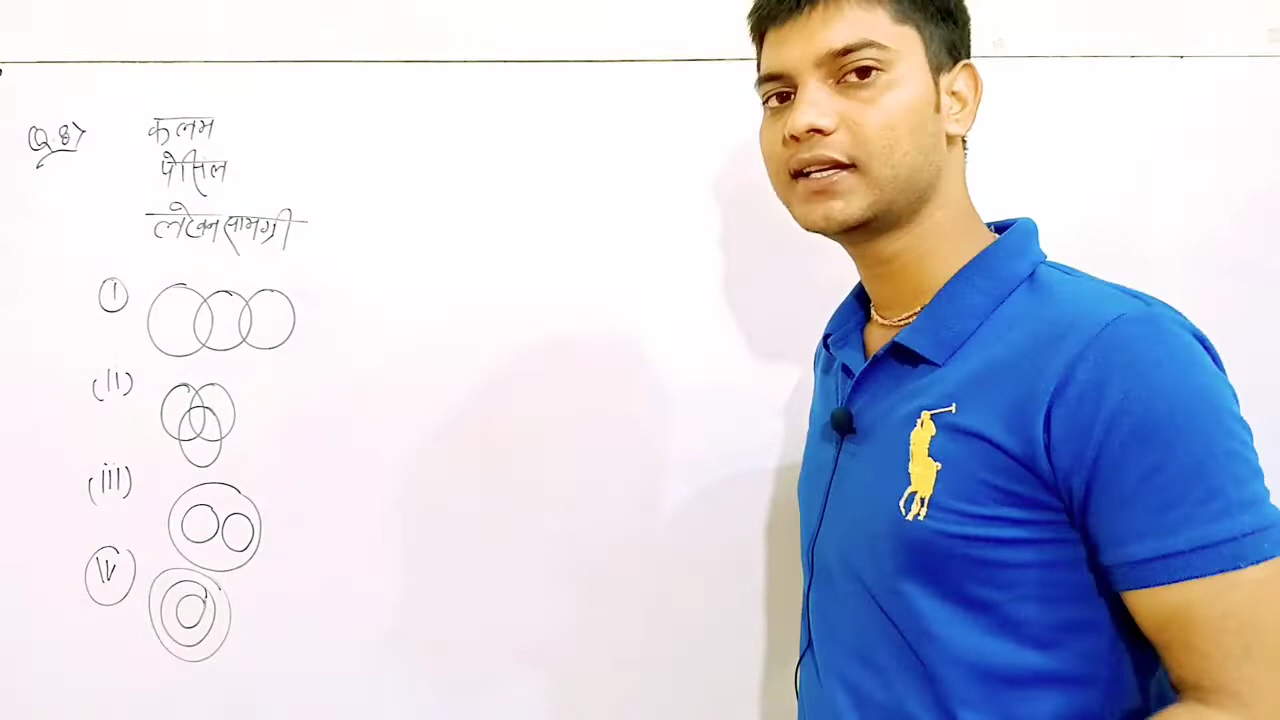 Q.8> कलम
पेंसिल
लेखन सामग्री
(i)
(ii)
(iii)
iv